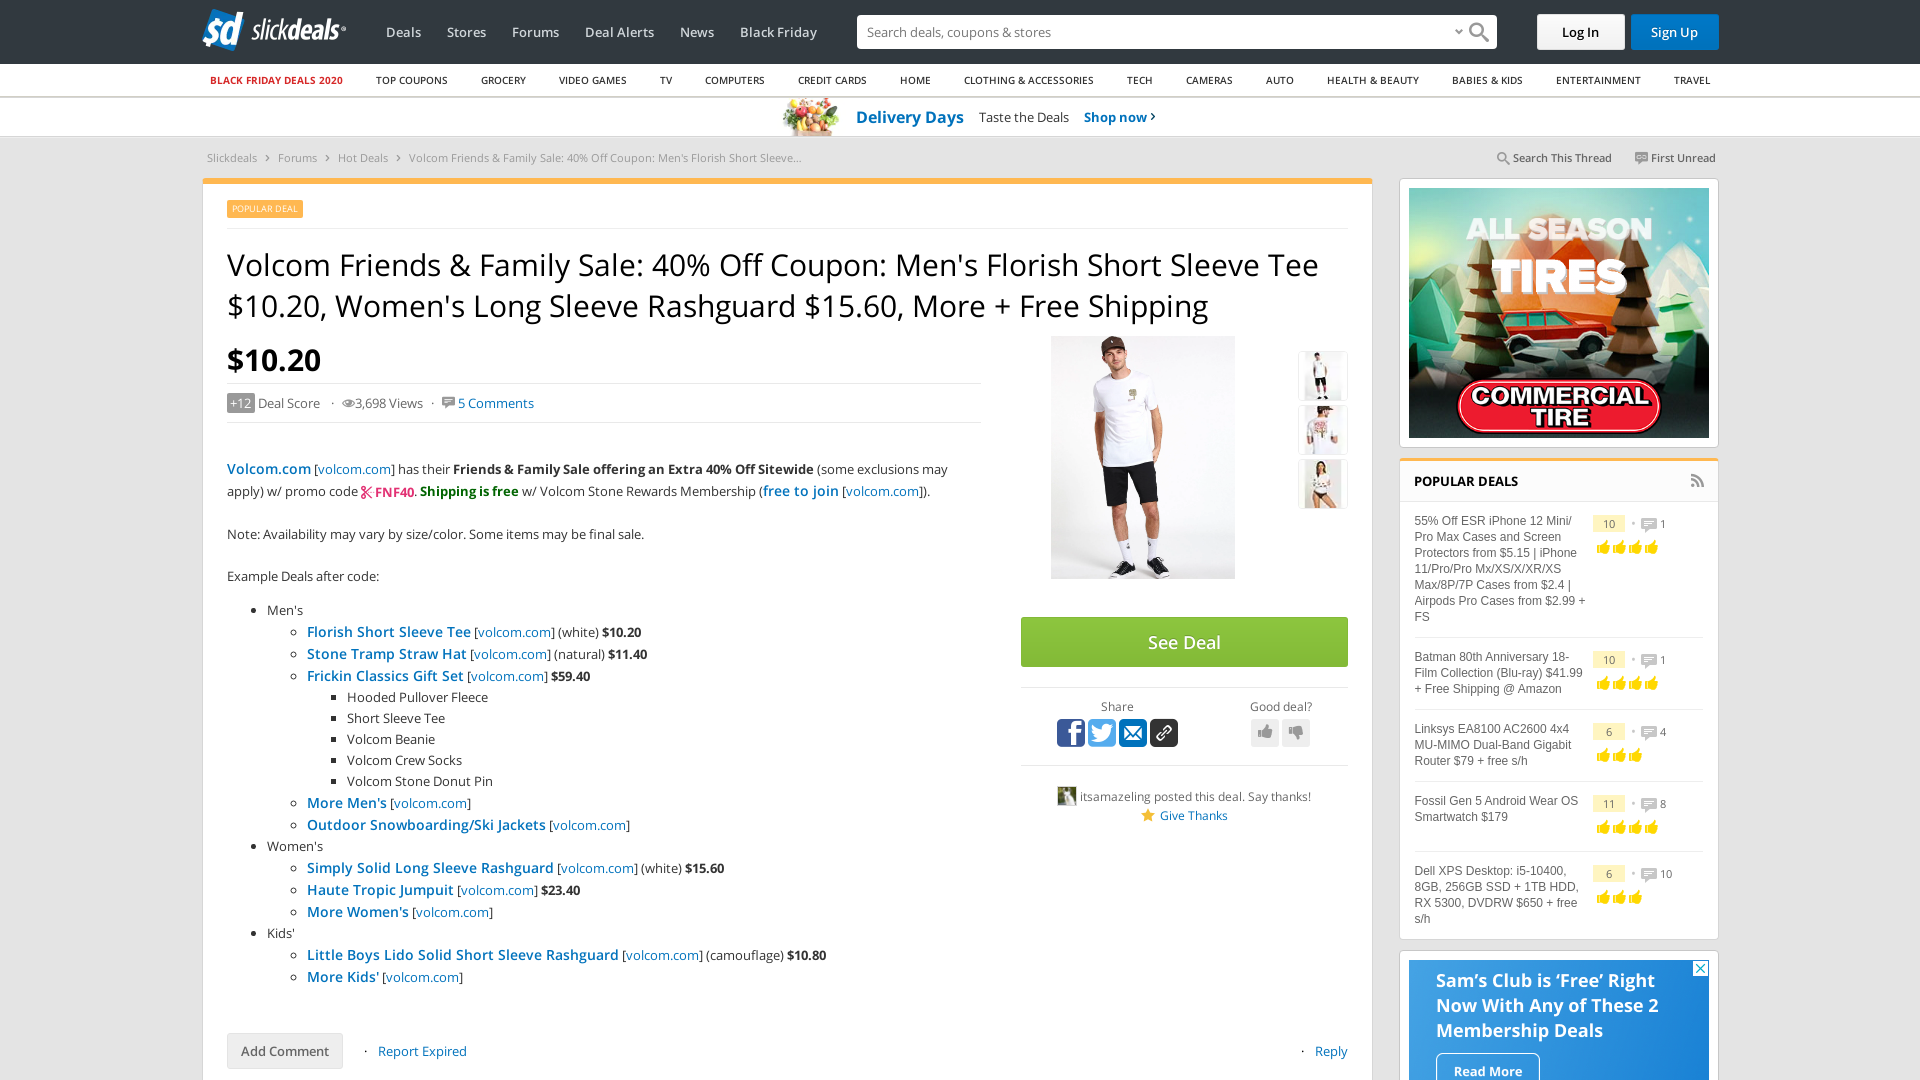 slickdeals
Deals
Stores
Forums
Deal Alerts
News
Black Friday
Search deals, coupons & stores
Log In
Sign Up
BLACK FRIDAY DEALS 2020
TOP COUPONS
GROCERY
VIDEO GAMES
TV
COMPUTERS
CREDIT CARDS
HOME
CLOTHING & ACCESSORIES
TECH
CAMERAS
AUTO
HEALTH & BEAUTY
BABIES & KIDS
ENTERTAINMENT
TRAVEL
Delivery Days Taste the Deals Shop now
Slickdeals > Forums > Hot Deals > Volcom Friends & Family Sale: 40% Off Coupon: Men's Florish Short Sleeve...
Search This Thread
First Unread
POPULAR DEAL
Volcom Friends & Family Sale: 40% Off Coupon: Men's Florish Short Sleeve Tee
$10.20, Women's Long Sleeve Rashguard $15.60, More + Free Shipping
$10.20
+12 Deal Score · 3,698 Views · 5 Comments
Volcom.com [volcom.com] has their Friends & Family Sale offering an Extra 40% Off Sitewide (some exclusions may
apply) w/ promo code FNF40. Shipping is free w/ Volcom Stone Rewards Membership (free to join [volcom.com]).
Note: Availability may vary by size/color. Some items may be final sale.
Example Deals after code:
Men's
Florish Short Sleeve Tee [volcom.com] (white) $10.20
Stone Tramp Straw Hat [volcom.com] (natural) $11.40
Frickin Classics Gift Set [volcom.com] $59.40
Hooded Pullover Fleece
Short Sleeve Tee
Volcom Beanie
Volcom Crew Socks
Volcom Stone Donut Pin
More Men's [volcom.com]
Outdoor Snowboarding/Ski Jackets [volcom.com]
Women's
Simply Solid Long Sleeve Rashguard [volcom.com] (white) $15.60
Haute Tropic Jumpuit [volcom.com] $23.40
More Women's [volcom.com]
Kids'
Little Boys Lido Solid Short Sleeve Rashguard [volcom.com] (camouflage) $10.80
More Kids' [volcom.com]
See Deal
Share
Good deal?
itsamazeling posted this deal. Say thanks!
Give Thanks
Add Comment
· Report Expired
· Reply
ALL SEASON
TIRES
COMMERCIAL
TIRE
POPULAR DEALS
55% Off ESR iPhone 12 Mini/
Pro Max Cases and Screen
Protectors from $5.15 | iPhone
11/Pro/Pro Mx/XS/X/XR/XS
Max/8P/7P Cases from $2.4 |
Airpods Pro Cases from $2.99 +
FS
10 • 1
Batman 80th Anniversary 18-
Film Collection (Blu-ray) $41.99
+ Free Shipping @ Amazon
10 • 1
Linksys EA8100 AC2600 4x4
MU-MIMO Dual-Band Gigabit
Router $79 + free s/h
6 • 4
Fossil Gen 5 Android Wear OS
Smartwatch $179
11 • 8
Dell XPS Desktop: i5-10400,
8GB, 256GB SSD + 1TB HDD,
RX 5300, DVDRW $650 + free
s/h
6 • 10
Sam's Club is 'Free' Right
Now With Any of These 2
Membership Deals
Read More